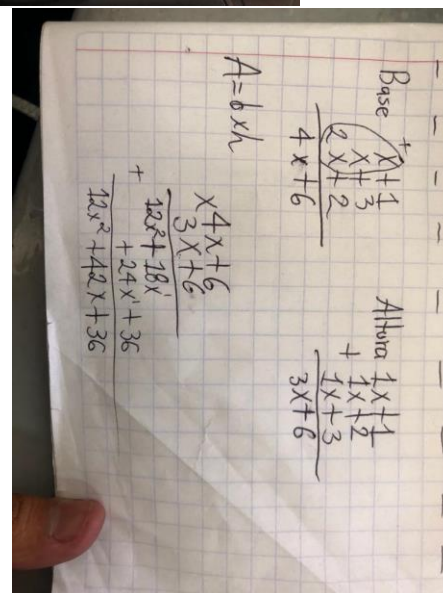 Base
x+1
+ x+3
2x+2
4x+6
Altura
1x+1
+ 1x+2
1x+3
3x+6
A=bxh
x 4x+6
3x+6
12x²+18x
+ +24x+36
12x²+42x+36